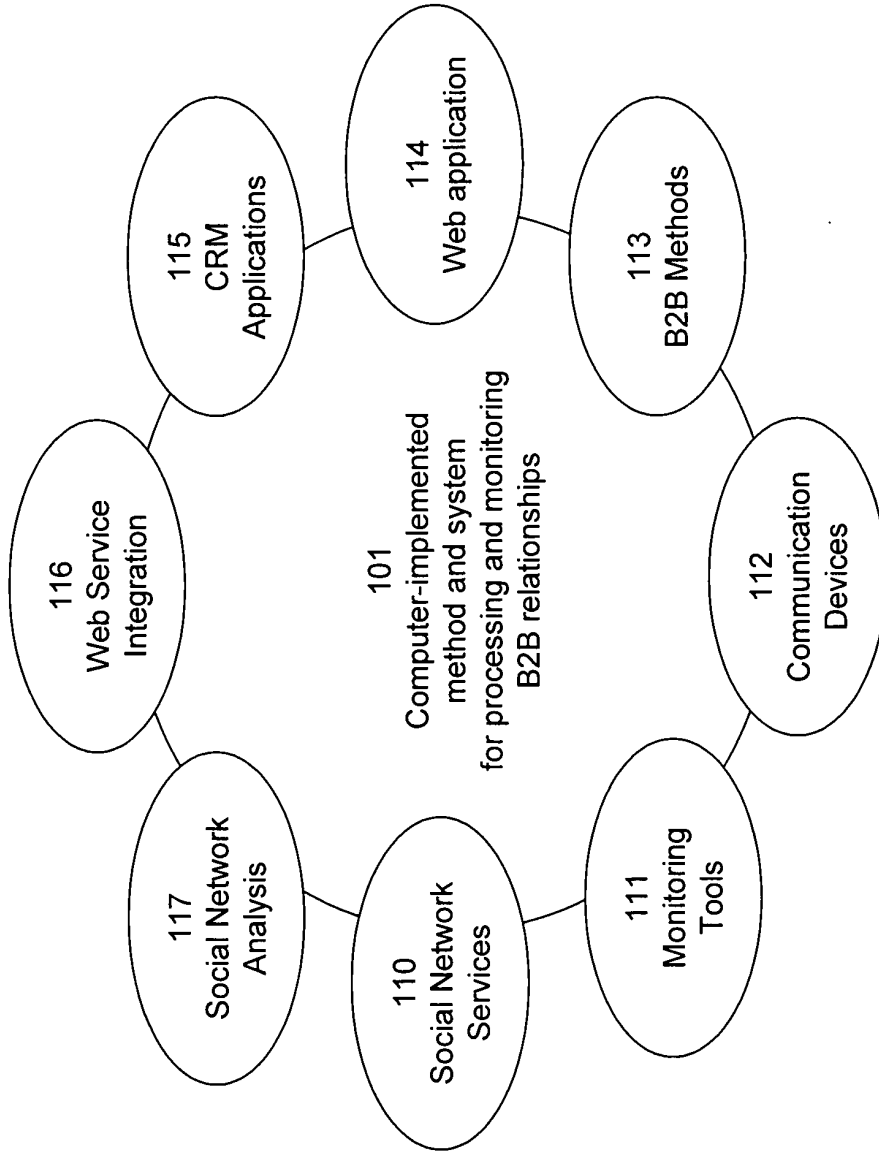 116
Web Service
Integration
117
Social Network
Analysis
115
CRM
Applications
110
Social Network
Services
101
Computer-implemented
method and system
for processing and monitoring
B2B relationships
114
Web application
111
Monitoring
Tools
113
B2B Methods
112
Communication
Devices